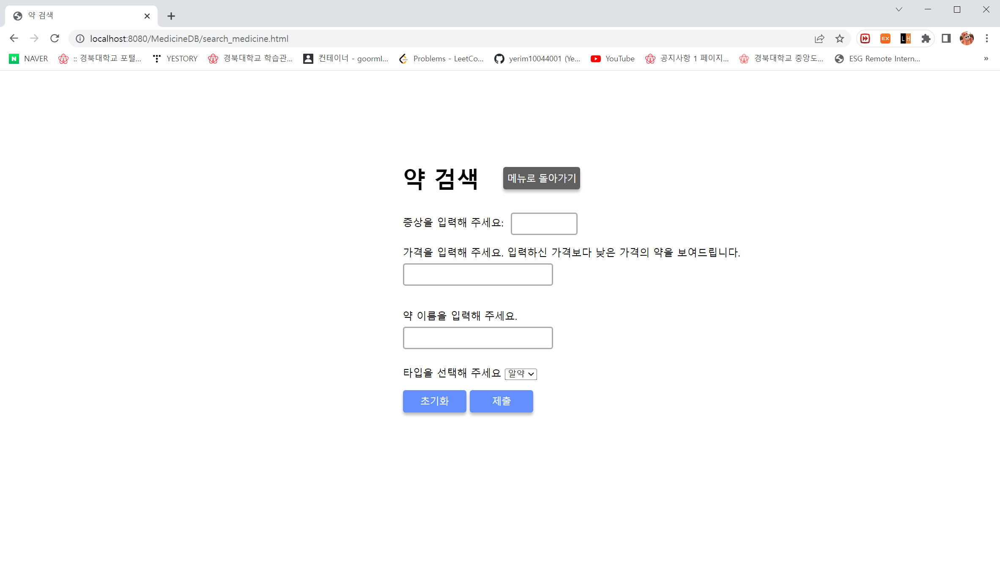 약 검색
localhost:8080/MedicineDB/search_medicine.html
EX
L H
N NAVER :: 경북대학교 포털... YESTORY 경북대학교 학습관... 컨테이너 - goorml... Problems - LeetCo... yerim10044001 (Ye... YouTube 공지사항 1 페이지... 경북대학교 중앙도... ESG Remote Intern... »
약 검색 메뉴로 돌아가기
증상을 입력해 주세요:
가격을 입력해 주세요. 입력하신 가격보다 낮은 가격의 약을 보여드립니다.
약 이름을 입력해 주세요.
타입을 선택해 주세요 알약
초기화 제출